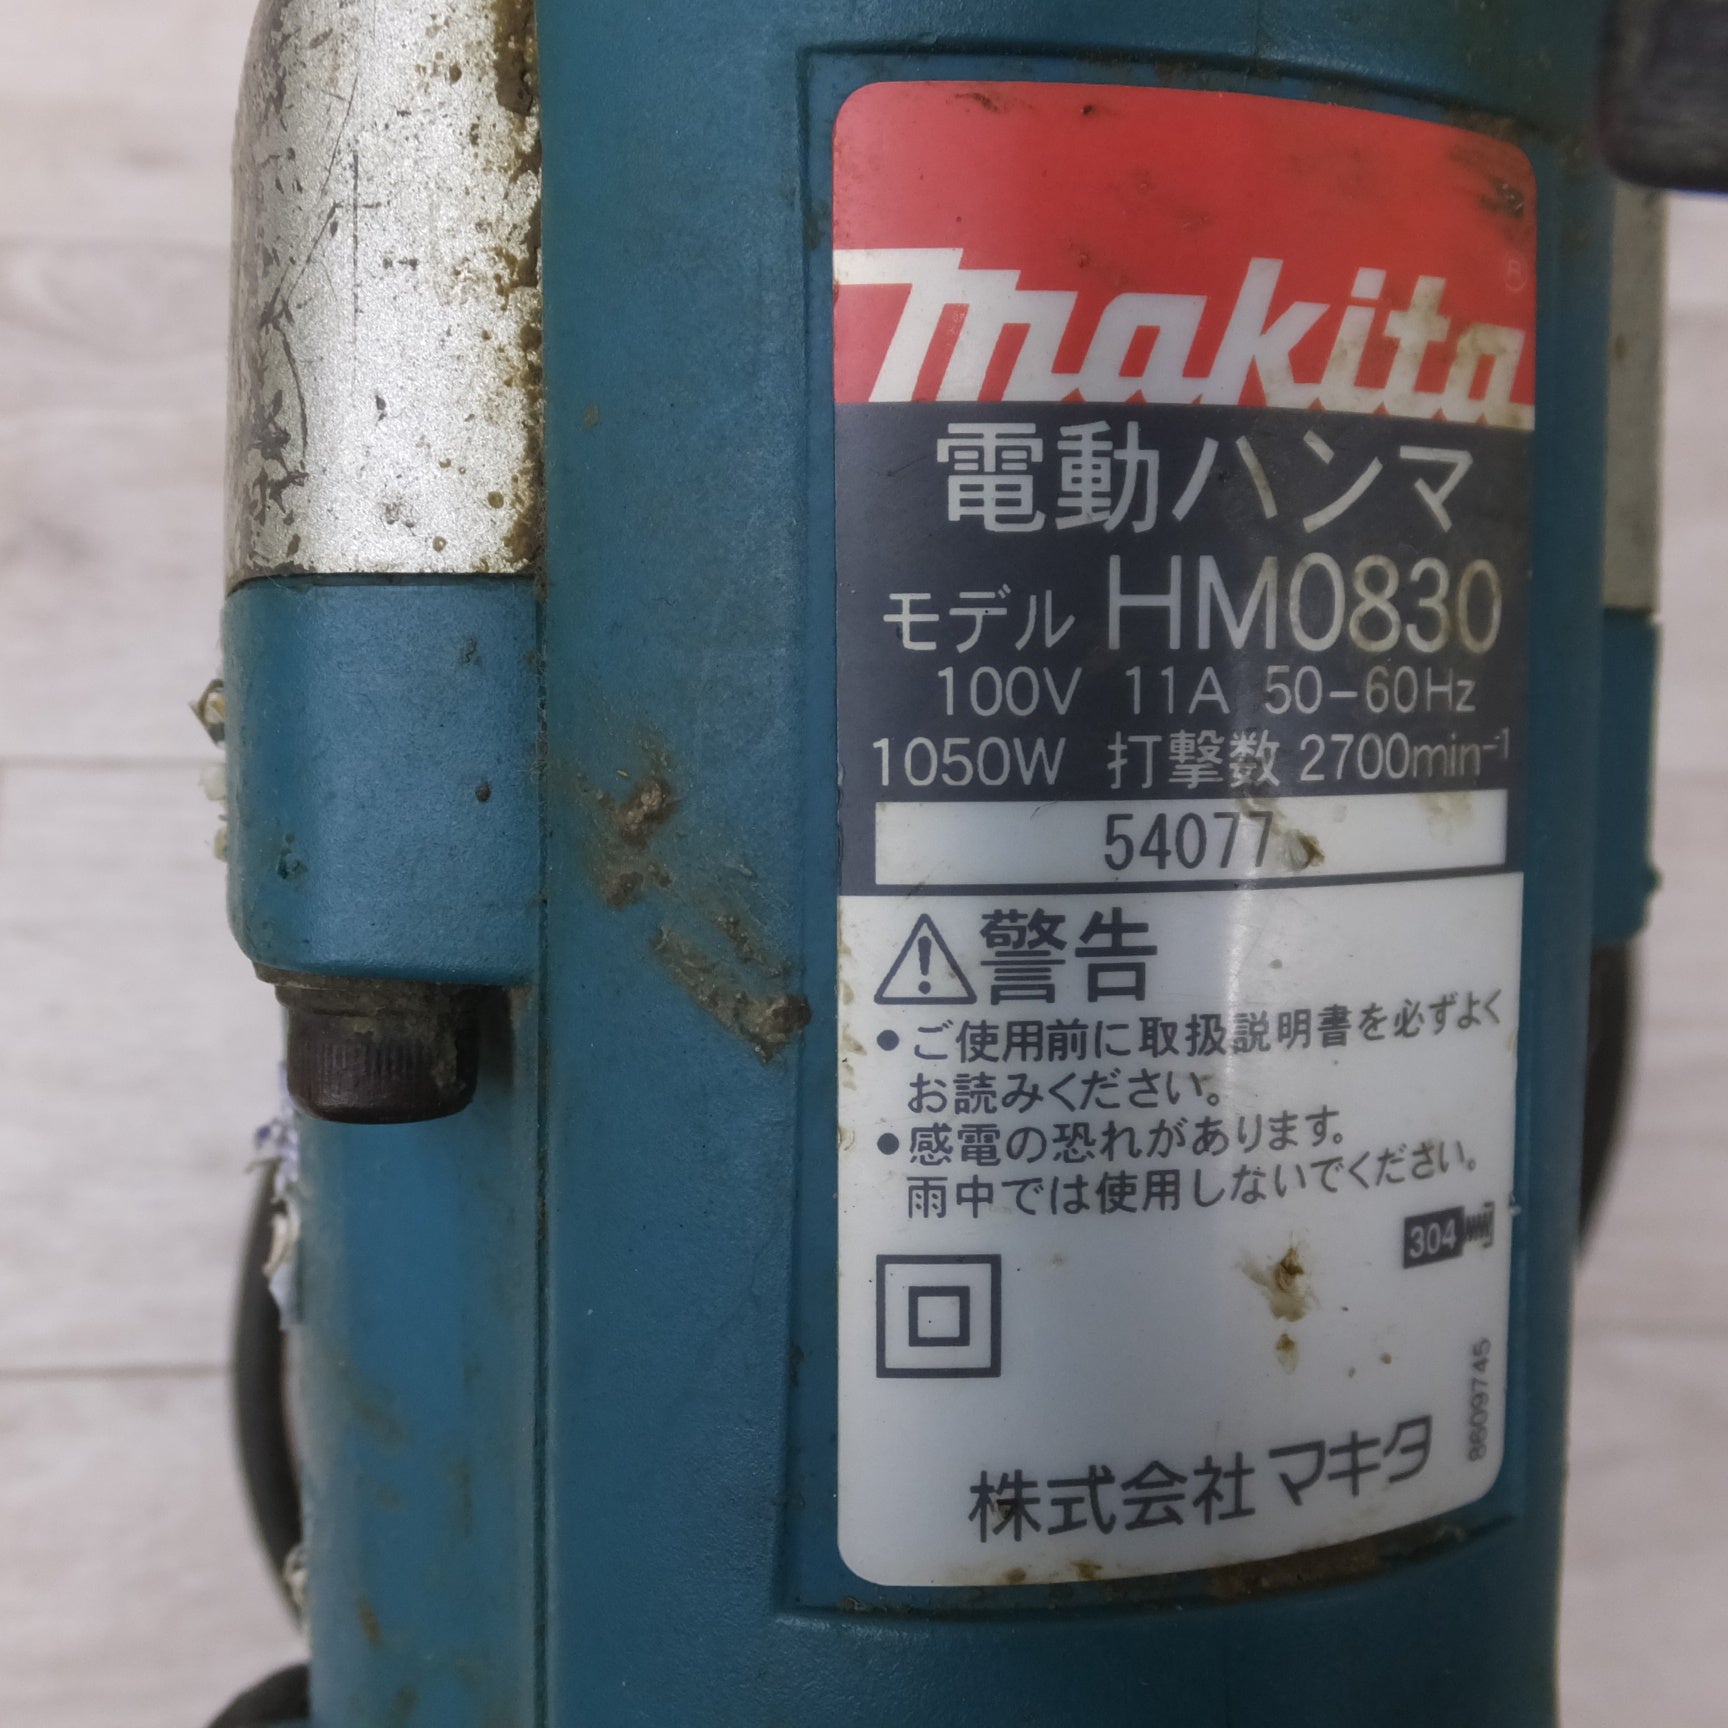 makita ®
電動ハンマ
モデル HM0830
100V 11A 50-60Hz
1050W 打撃数 2700min⁻¹
54077
警告
●ご使用前に取扱説明書を必ずよく
お読みください。
●感電の恐れがあります。
雨中では使用しないでください。
304
8609745
株式会社マキタ